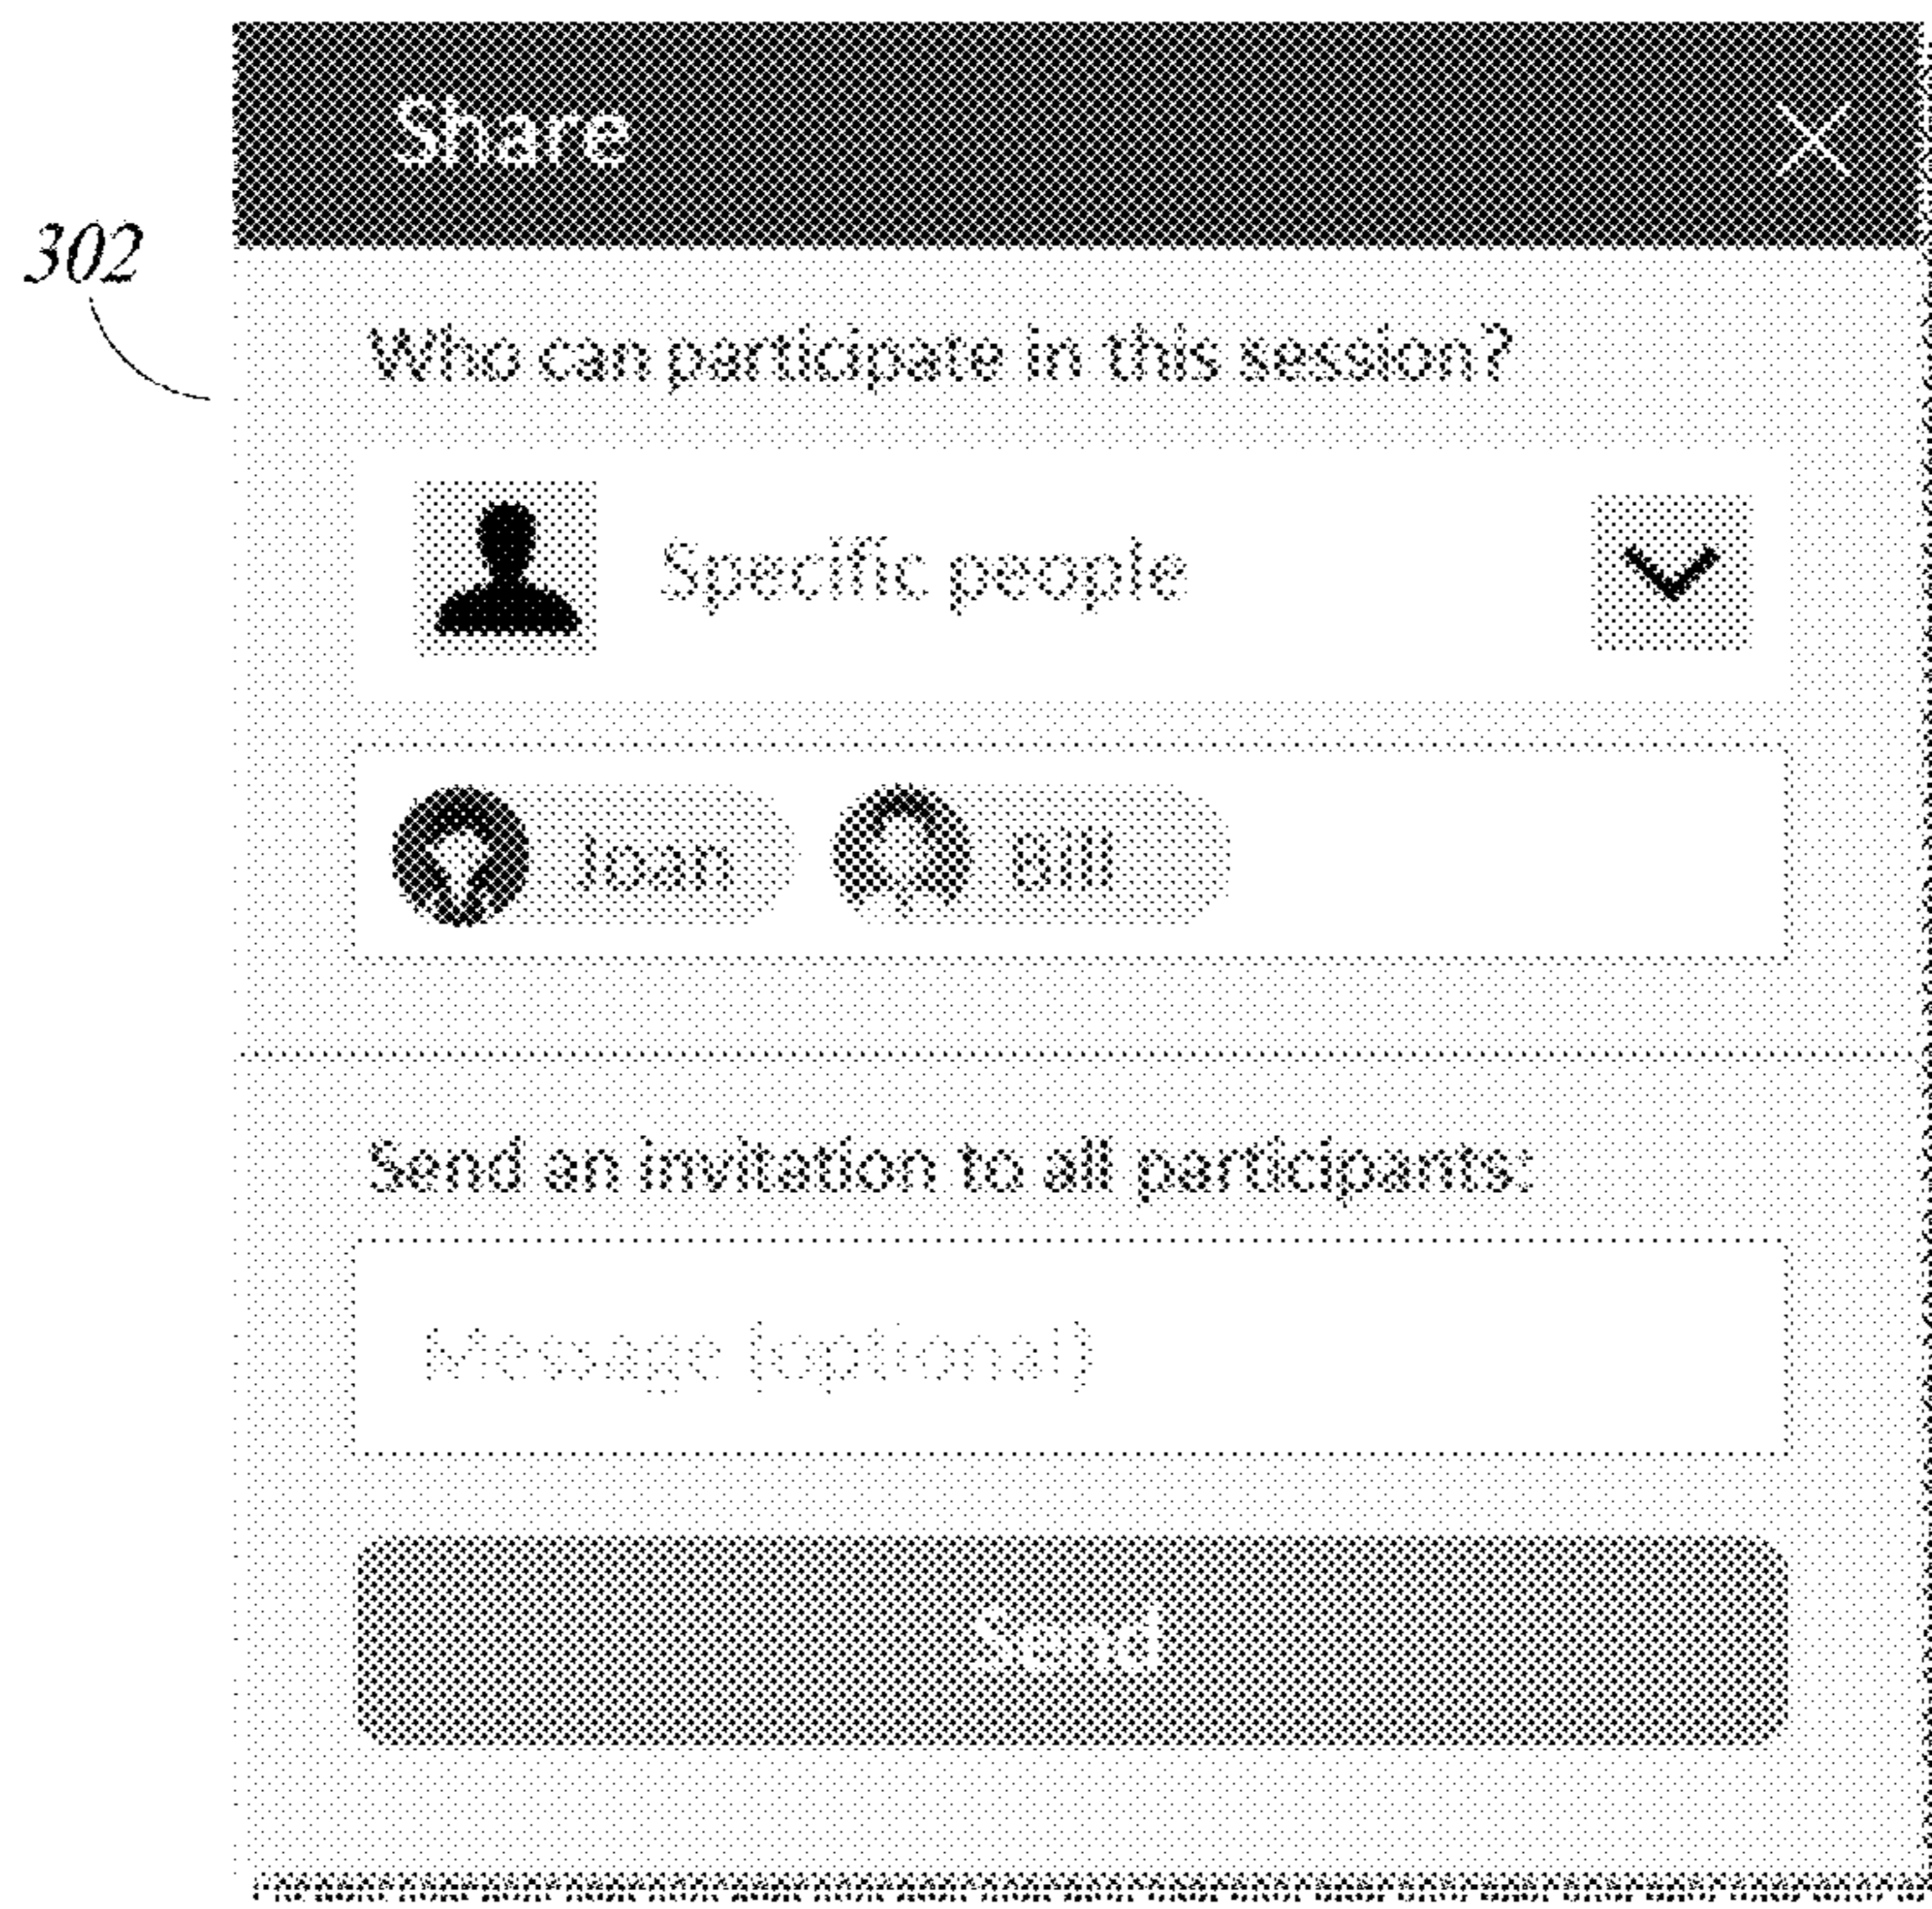 Share
302
Who can participate in this session?
Specific people
Joan Bill
Send an invitation to all participants:
Message (optional)
Send